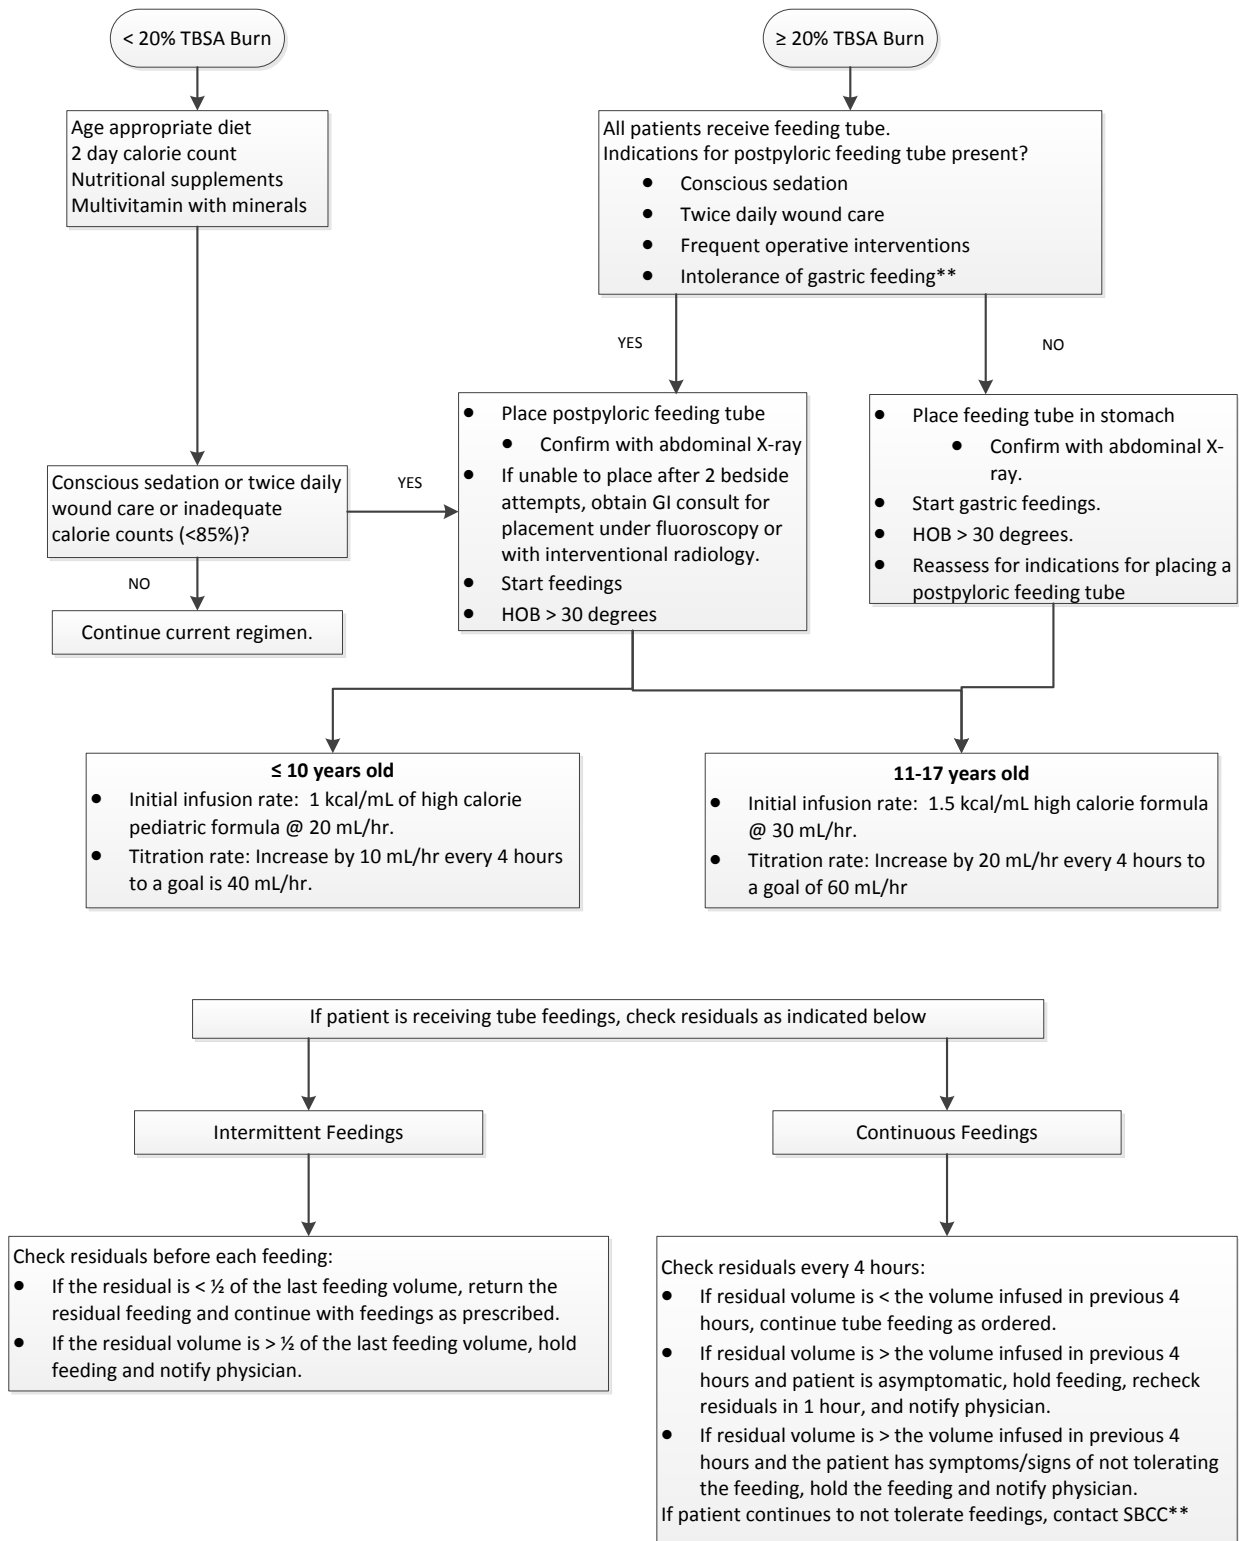 < 20% TBSA Burn
≥ 20% TBSA Burn
Age appropriate diet
2 day calorie count
Nutritional supplements
Multivitamin with minerals
All patients receive feeding tube.
Indications for postpyloric feeding tube present?
● Conscious sedation
● Twice daily wound care
● Frequent operative interventions
● Intolerance of gastric feeding**
YES
NO
Conscious sedation or twice daily
wound care or inadequate
calorie counts (<85%)?
YES
NO
Continue current regimen.
● Place postpyloric feeding tube
● Confirm with abdominal X-ray
● If unable to place after 2 bedside
attempts, obtain GI consult for
placement under fluoroscopy or
with interventional radiology.
● Start feedings
● HOB > 30 degrees
● Place feeding tube in stomach
● Confirm with abdominal X-
ray.
● Start gastric feedings.
● HOB > 30 degrees.
● Reassess for indications for placing a
postpyloric feeding tube
≤ 10 years old
● Initial infusion rate: 1 kcal/mL of high calorie
pediatric formula @ 20 mL/hr.
● Titration rate: Increase by 10 mL/hr every 4 hours
to a goal is 40 mL/hr.
11-17 years old
● Initial infusion rate: 1.5 kcal/mL high calorie formula
@ 30 mL/hr.
● Titration rate: Increase by 20 mL/hr every 4 hours to
a goal of 60 mL/hr
If patient is receiving tube feedings, check residuals as indicated below
Intermittent Feedings
Continuous Feedings
Check residuals before each feeding:
● If the residual is < ½ of the last feeding volume, return the
residual feeding and continue with feedings as prescribed.
● If the residual volume is > ½ of the last feeding volume, hold
feeding and notify physician.
Check residuals every 4 hours:
● If residual volume is < the volume infused in previous 4
hours, continue tube feeding as ordered.
● If residual volume is > the volume infused in previous 4
hours and patient is asymptomatic, hold feeding, recheck
residuals in 1 hour, and notify physician.
● If residual volume is > the volume infused in previous 4
hours and the patient has symptoms/signs of not tolerating
the feeding, hold the feeding and notify physician.
If patient continues to not tolerate feedings, contact SBCC**